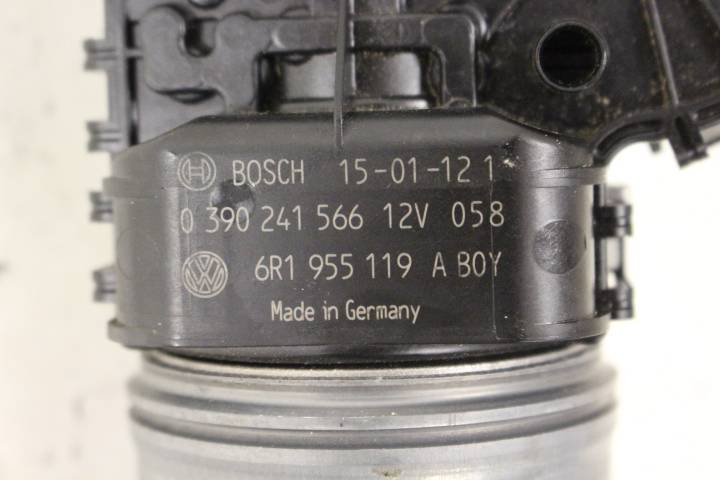 BOSCH 15-01-12 1
0 390 241 566 12V 058
6R1 955 119 A BOY
Made in Germany